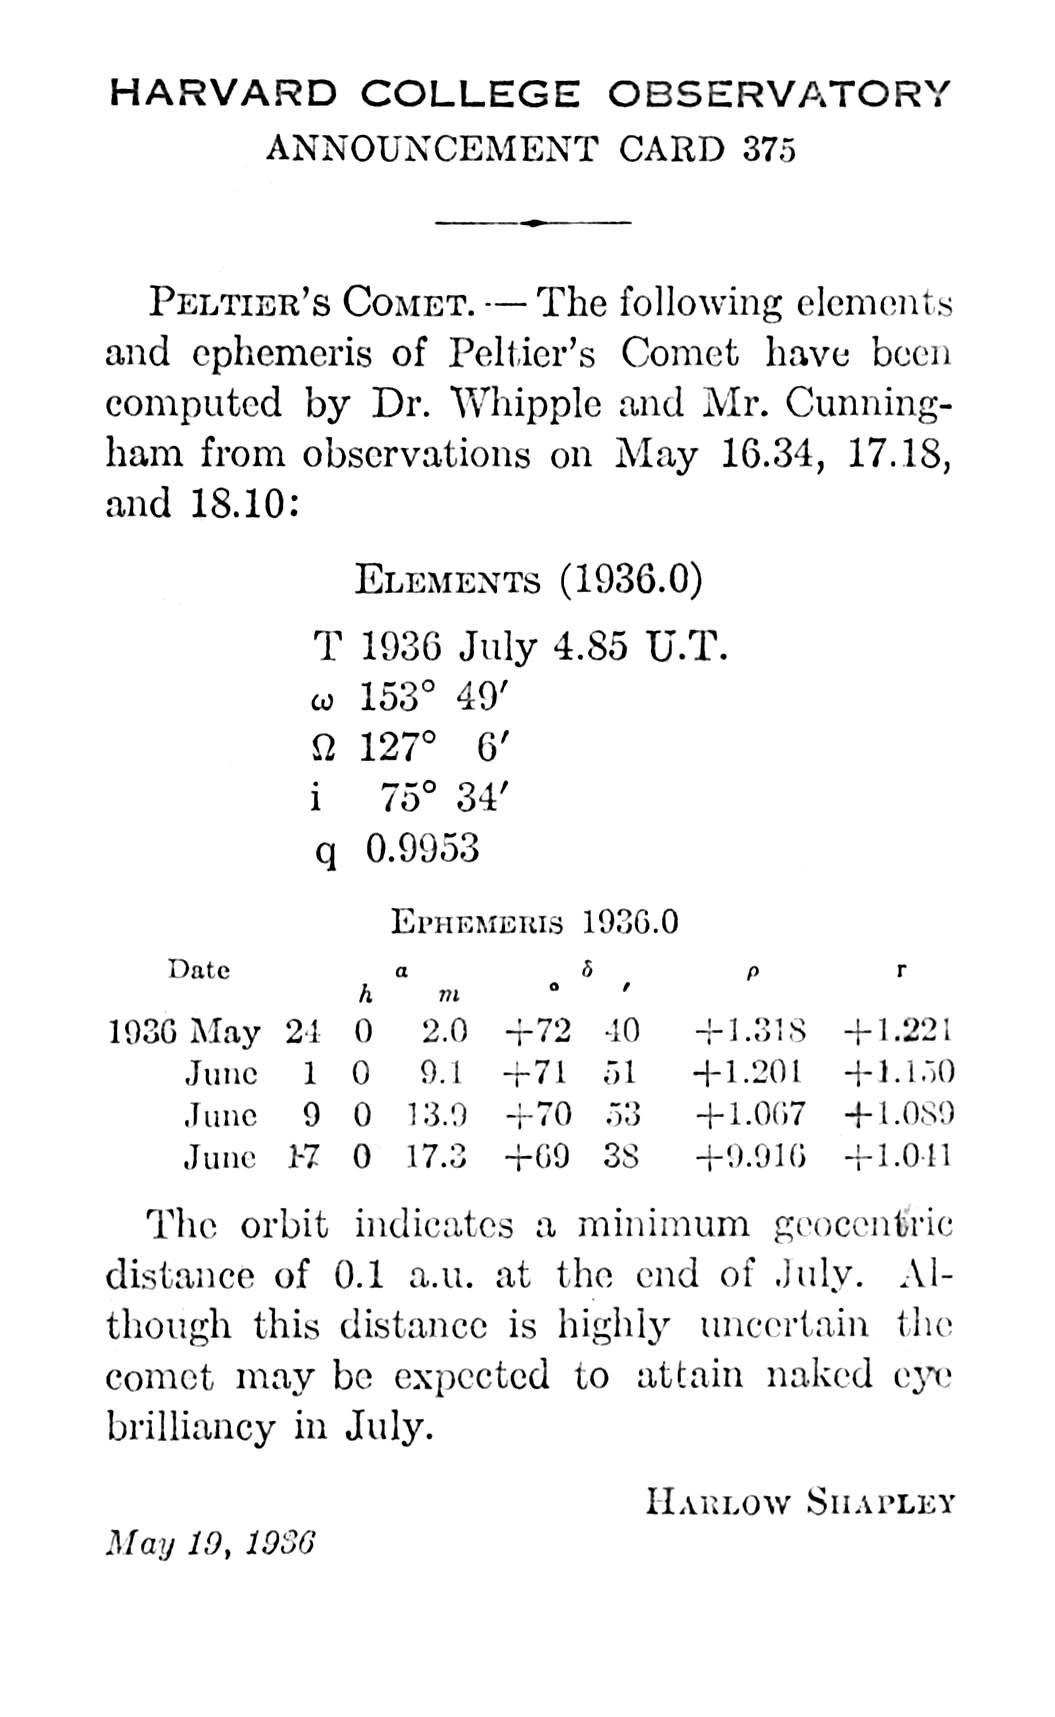 HARVARD COLLEGE OBSERVATORY
ANNOUNCEMENT CARD 375
PELTIER'S COMET. — The following elements
and ephemeris of Peltier's Comet have been
computed by Dr. Whipple and Mr. Cunning-
ham from observations on May 16.34, 17.18,
and 18.10:
ELEMENTS (1936.0)
T 1936 July 4.85 U.T.
ω 153° 49′
Ω 127° 6′
i 75° 34′
q 0.9953
EPHEMERIS 1936.0
Date α δ ρ r
h m ° ′
1936 May 24 0 2.0 +72 40 +1.318 +1.221
June 1 0 9.1 +71 51 +1.201 +1.150
June 9 0 13.9 +70 53 +1.067 +1.089
June 17 0 17.3 +69 38 +9.916 +1.041
The orbit indicates a minimum geocentric
distance of 0.1 a.u. at the end of July. Al-
though this distance is highly uncertain the
comet may be expected to attain naked eye
brilliancy in July.
HARLOW SHAPLEY
May 19, 1936